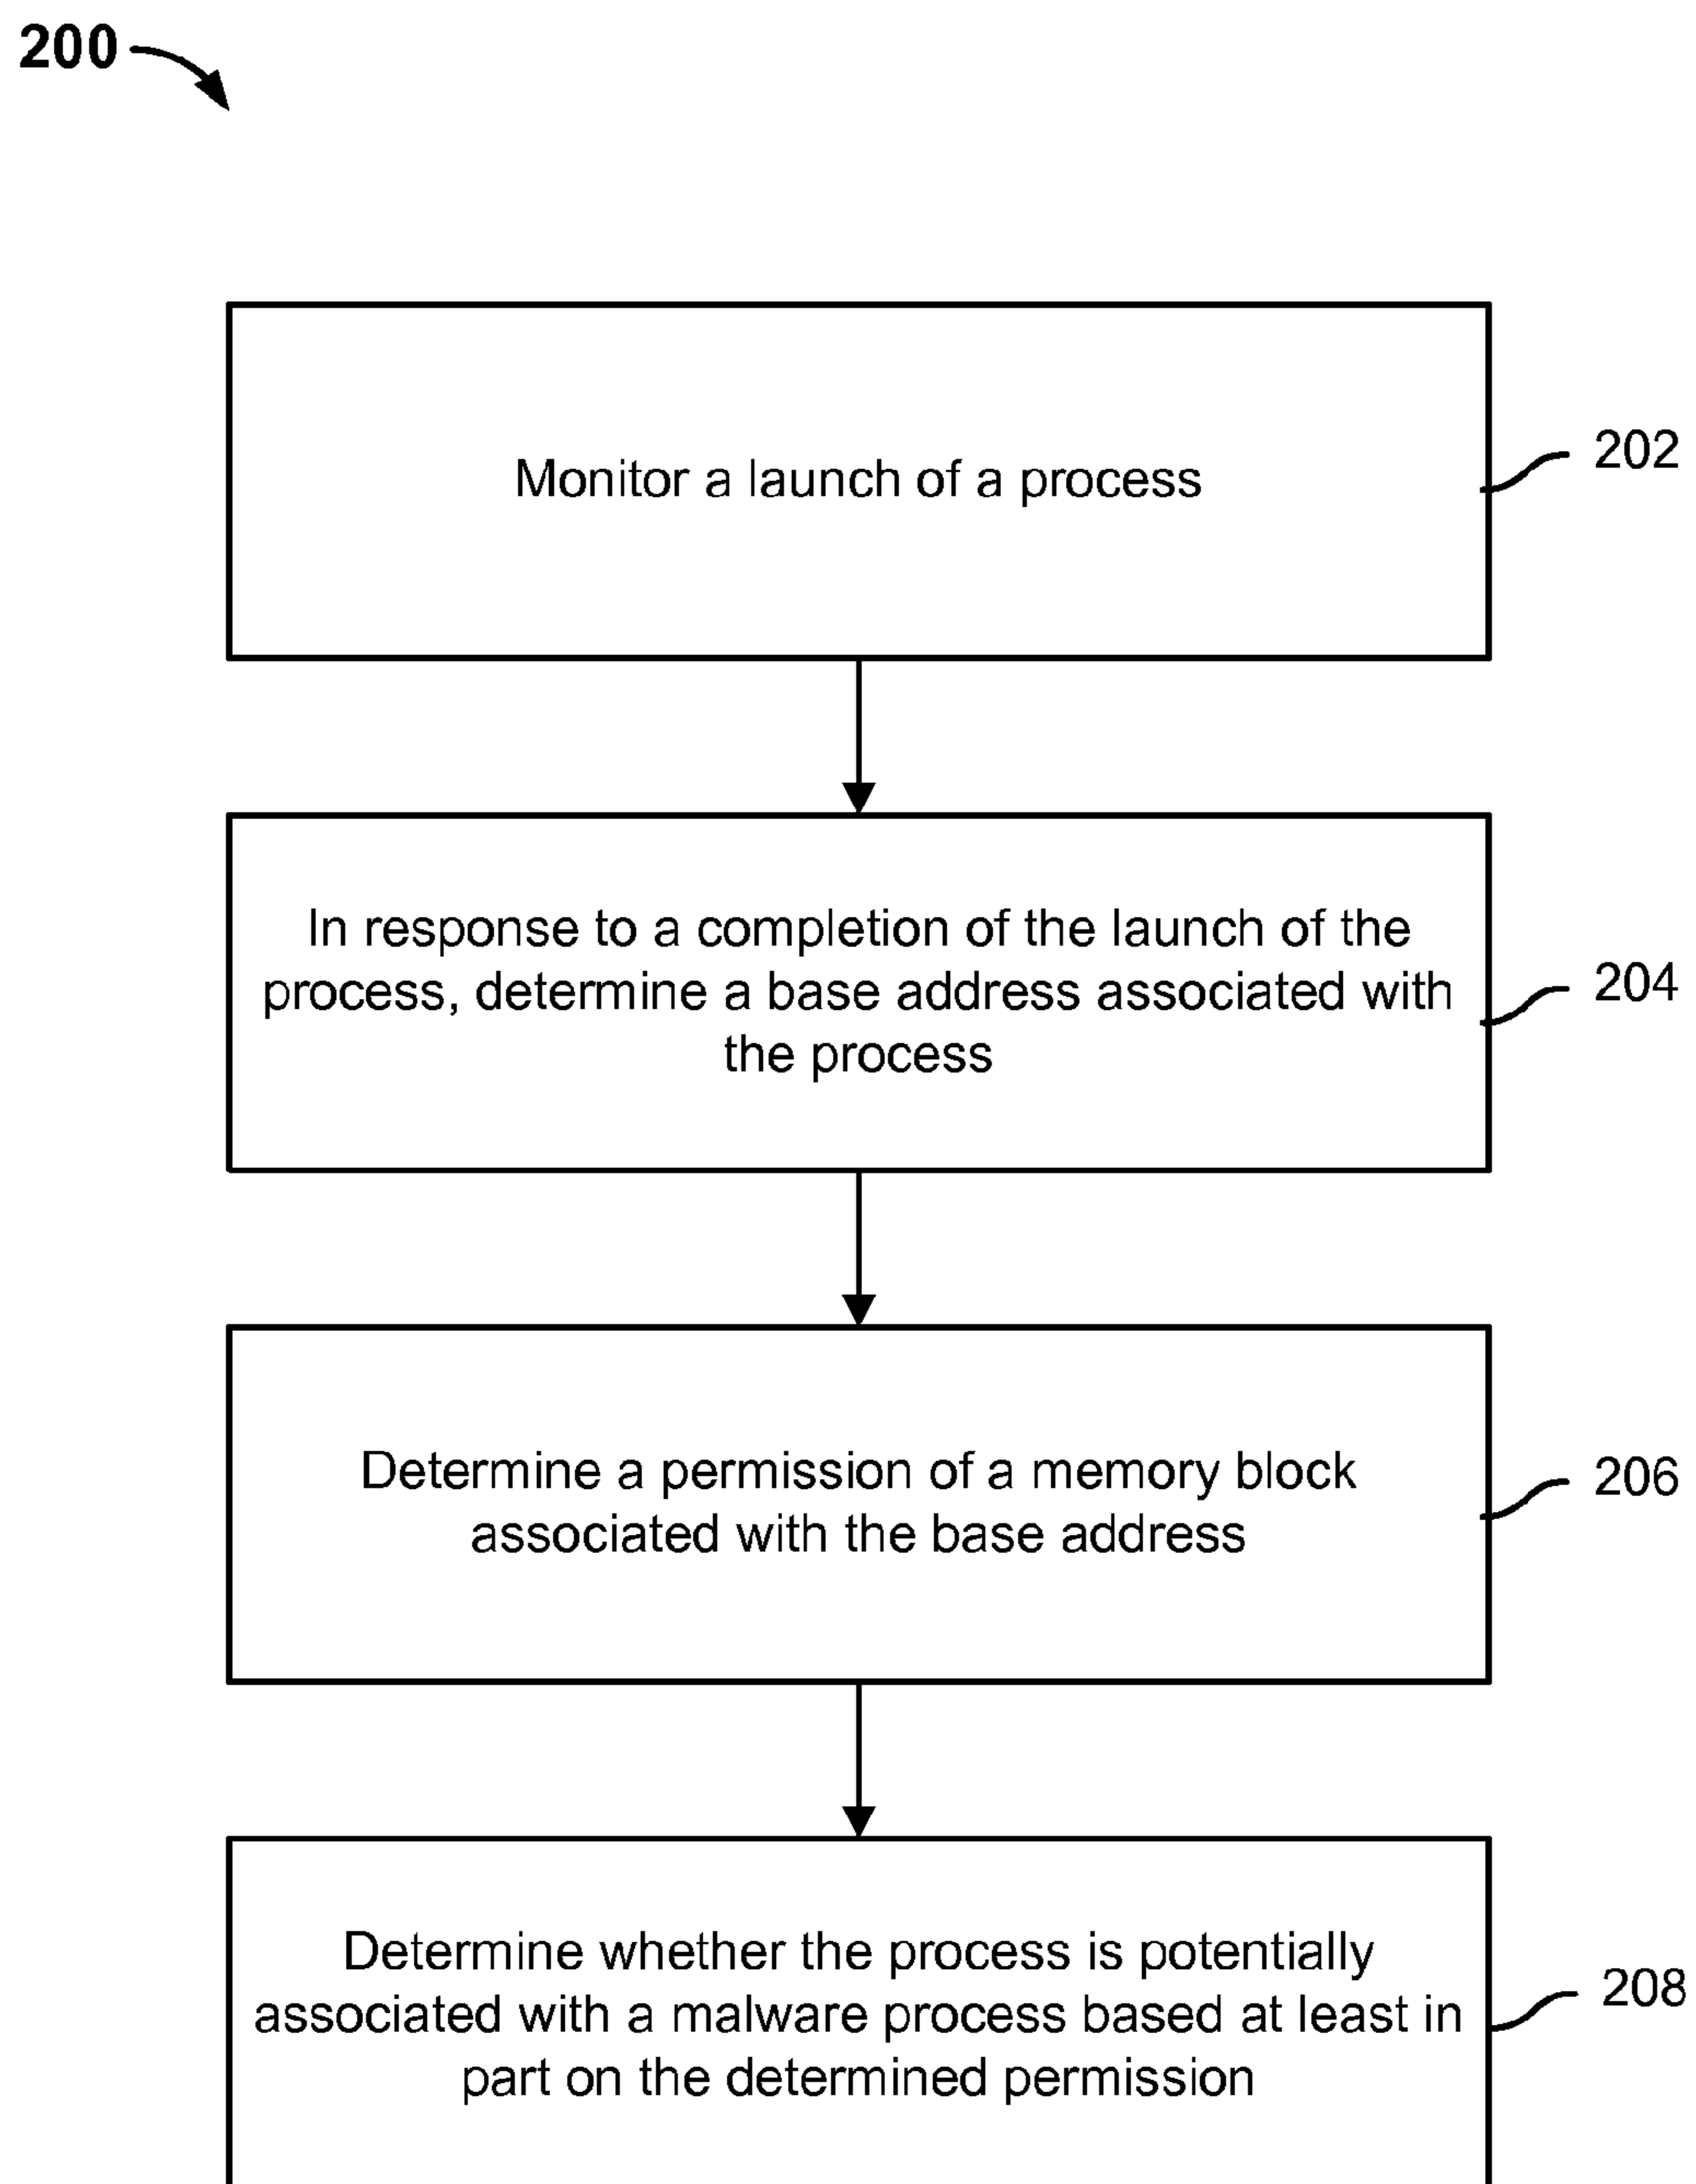 200
Monitor a launch of a process
202
In response to a completion of the launch of the
process, determine a base address associated with
the process
204
Determine a permission of a memory block
associated with the base address
206
Determine whether the process is potentially
associated with a malware process based at least in
part on the determined permission
208